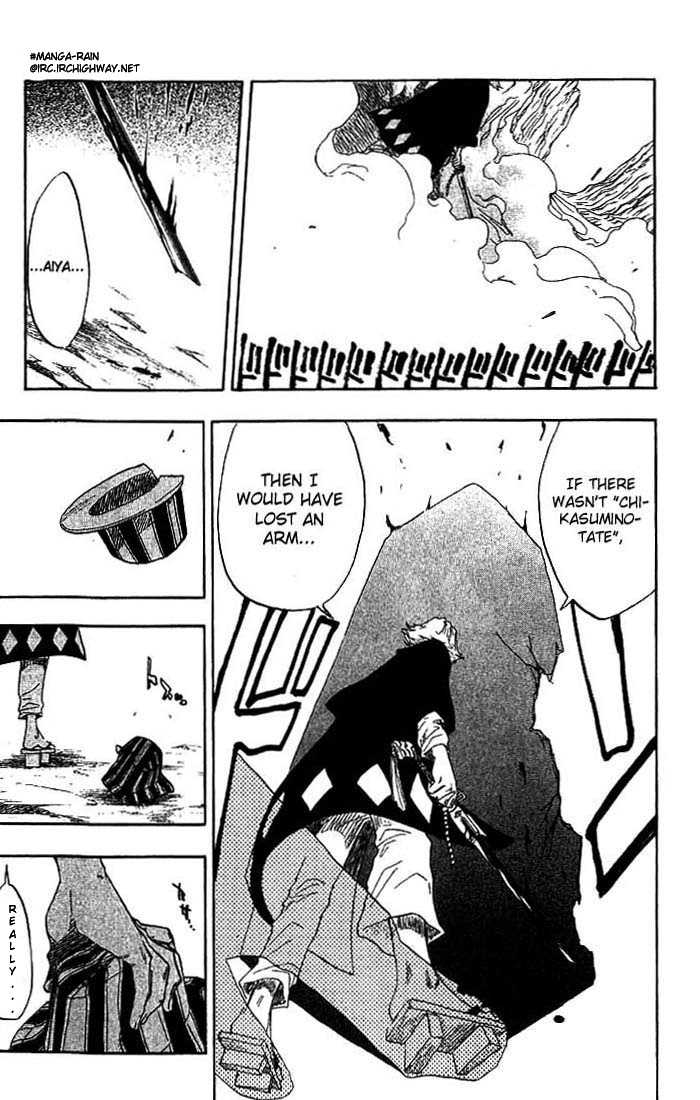 #MANGA-RAIN
@IRC.IRCHIGHWAY.NET
...AIYA...
IF THERE
WASN'T "CHI-
KASUMINO-
TATE",
THEN I
WOULD HAVE
LOST AN
ARM...
REALLY...